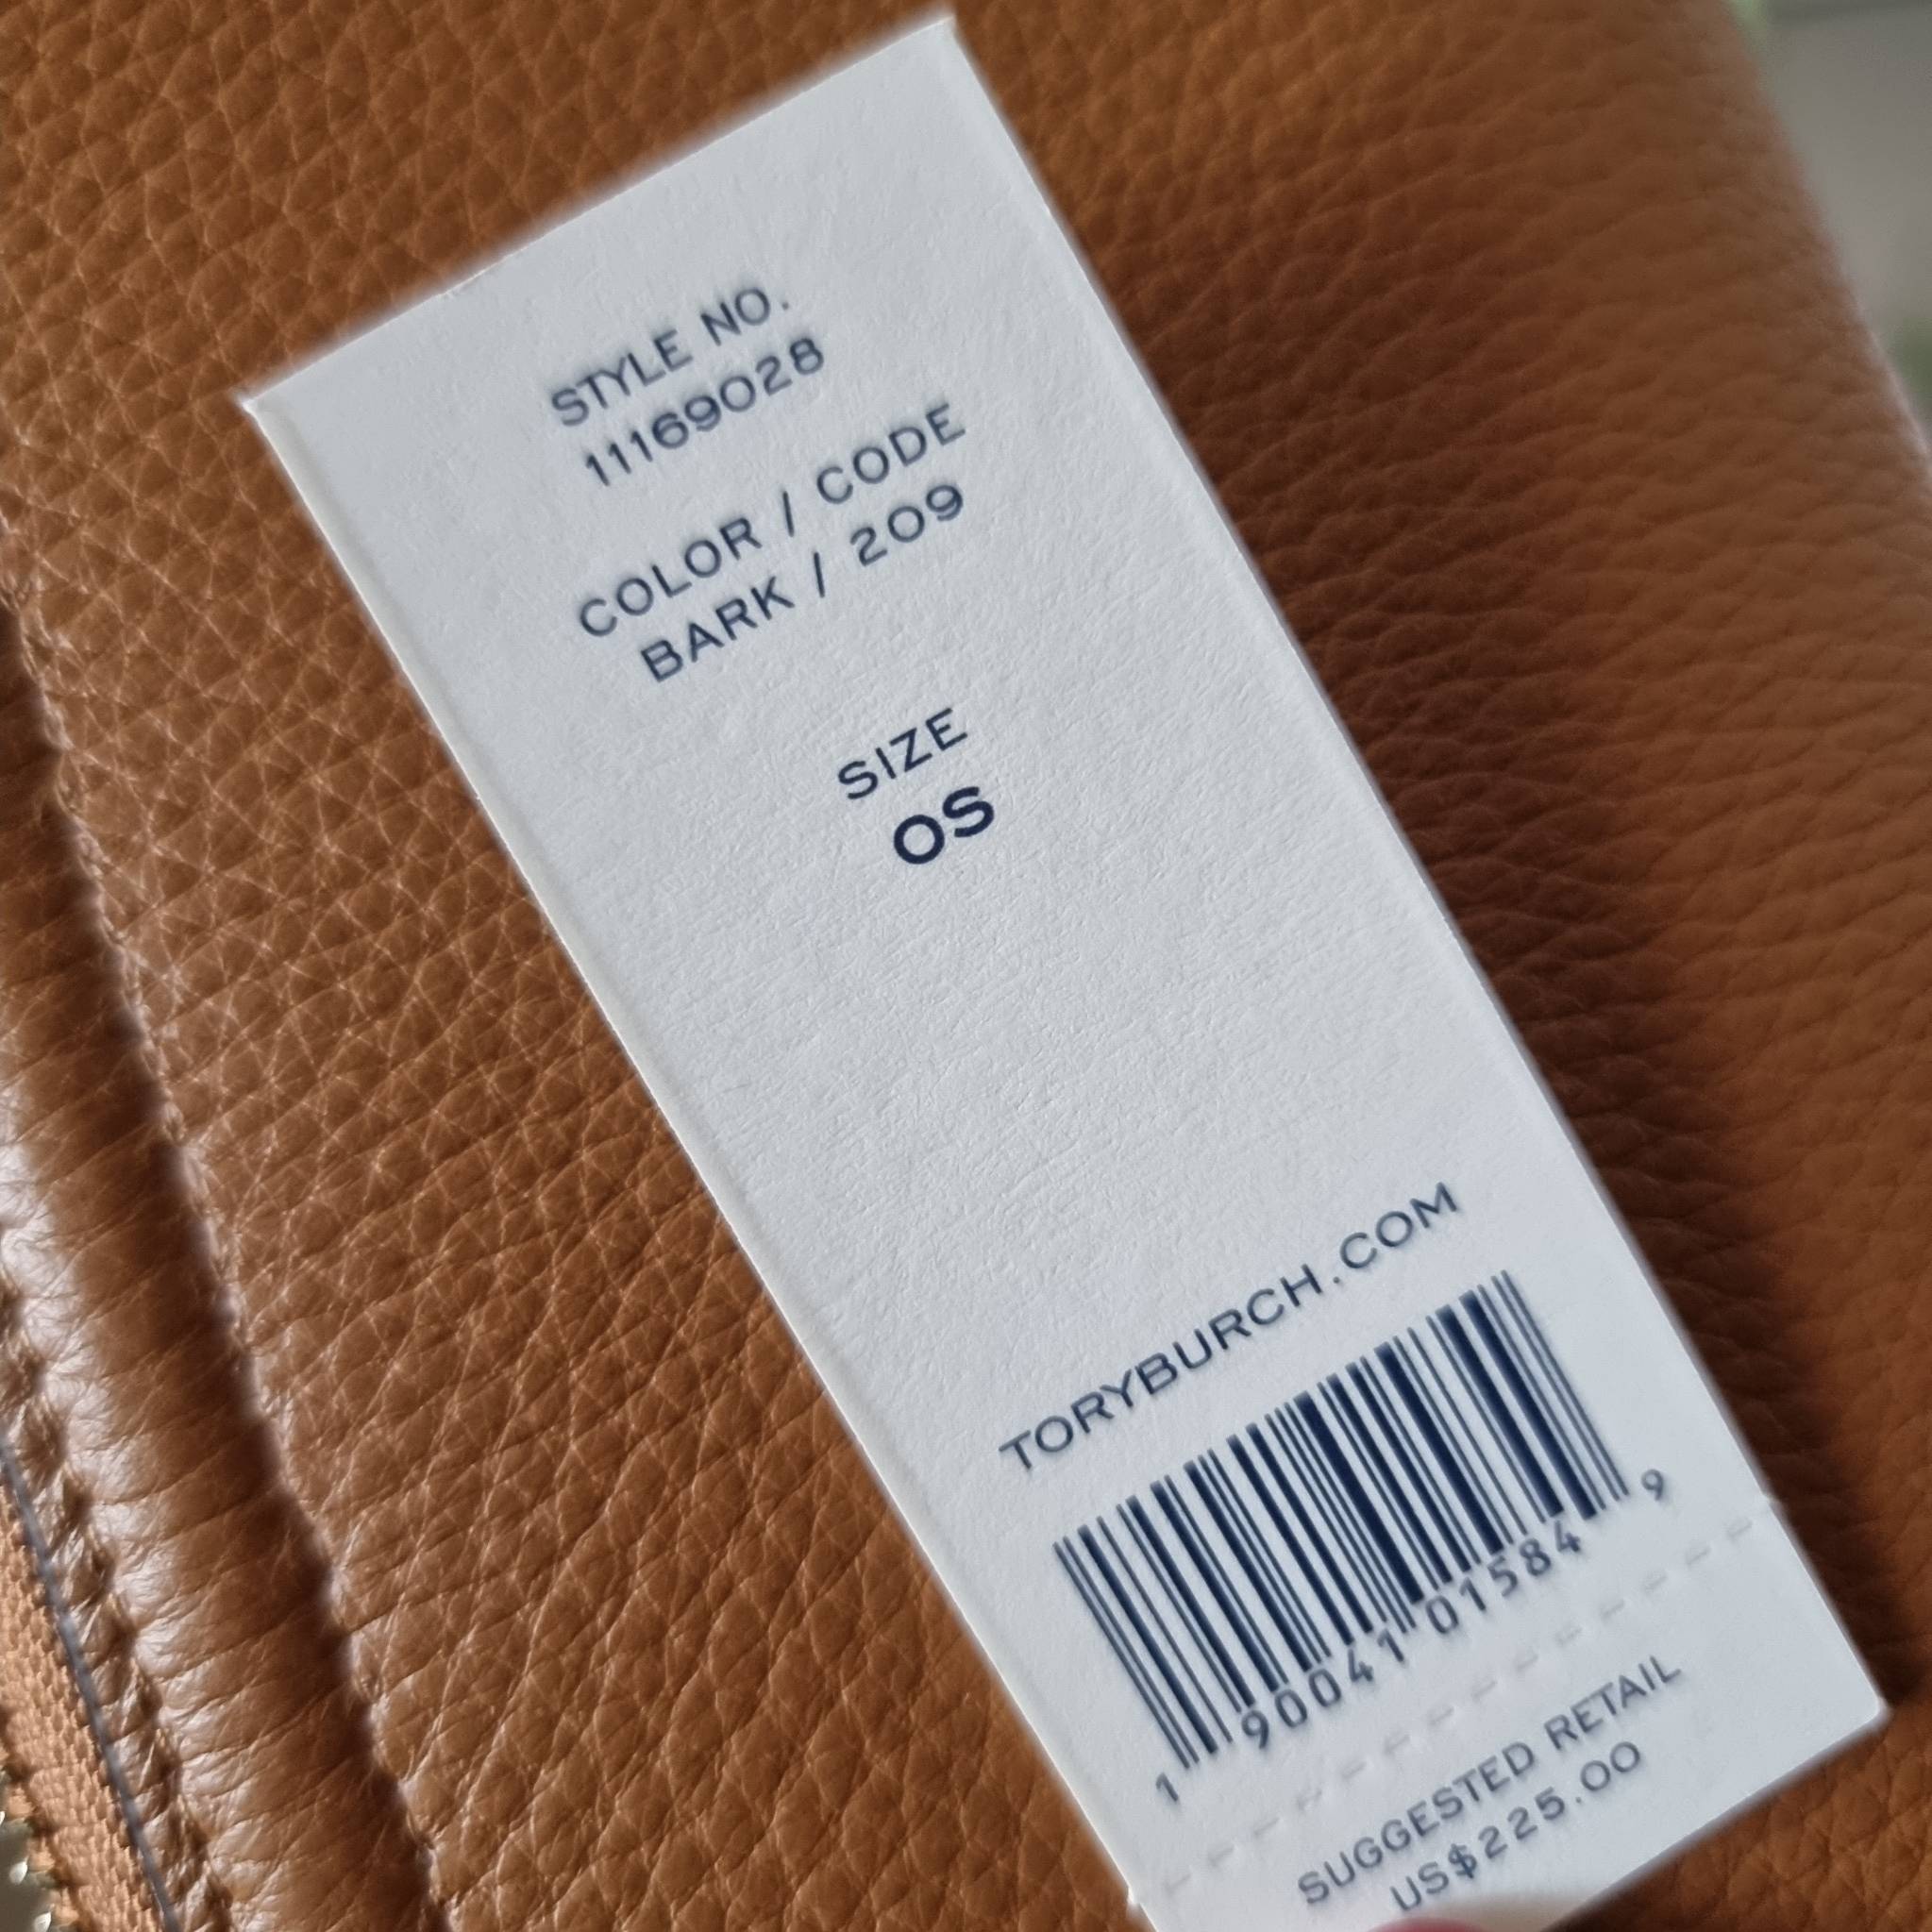 STYLE NO.
11169028
COLOR / CODE
BARK / 209
SIZE
OS
TORYBURCH.COM
1 90041 01584 9
SUGGESTED RETAIL
US$225.00